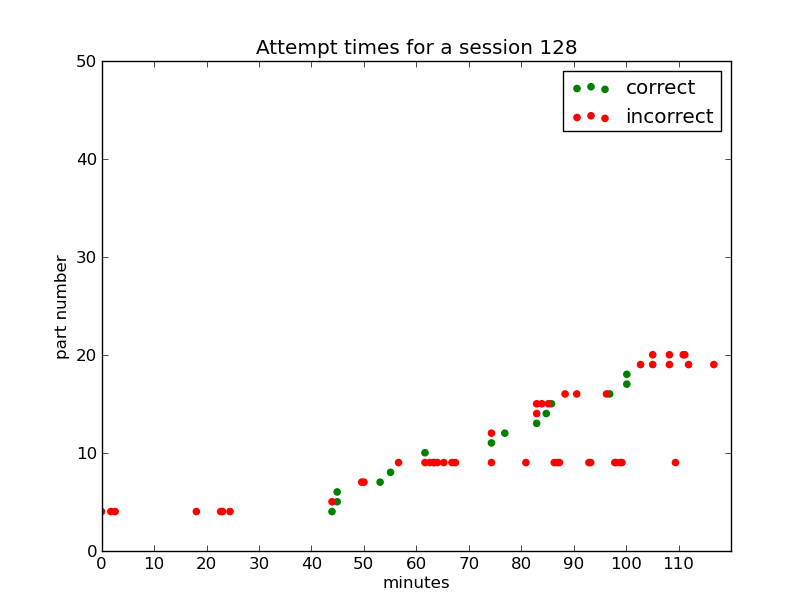 Attempt times for a session 128
correct
incorrect
50
40
30
20
10
0
part number
0 10 20 30 40 50 60 70 80 90 100 110
minutes